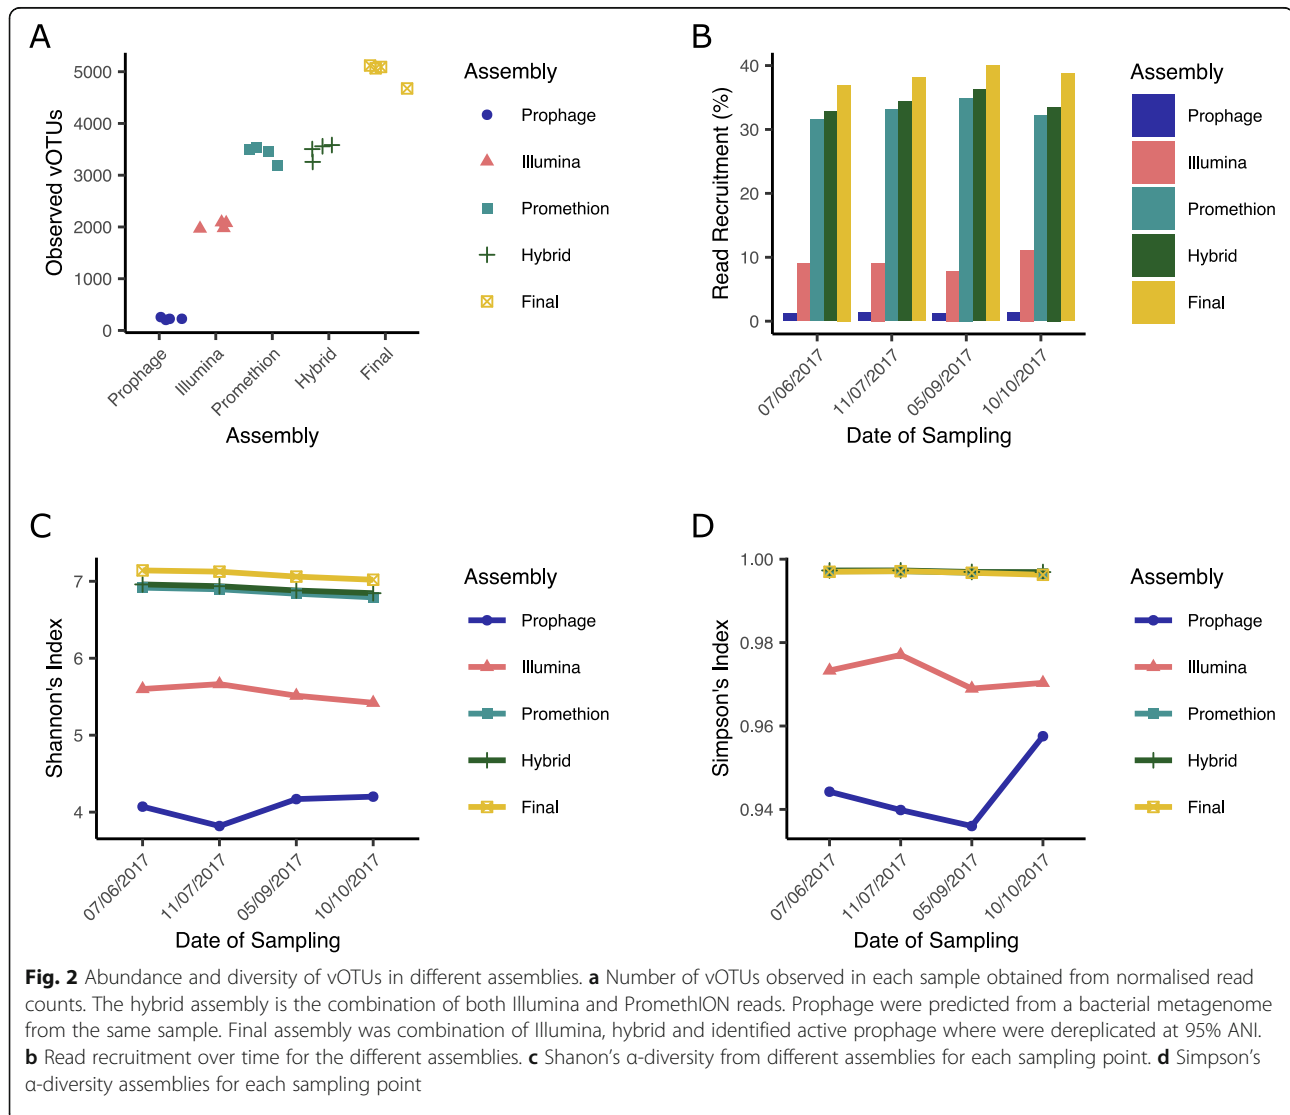 A
5000
4000
3000
2000
1000
0
Observed vOTUs
Prophage
Illumina
Promethion
Hybrid
Final
Assembly
Assembly
Prophage
Illumina
Promethion
Hybrid
Final
B
40
30
20
10
0
Read Recruitment (%)
07/06/2017
11/07/2017
05/09/2017
10/10/2017
Date of Sampling
Assembly
Prophage
Illumina
Promethion
Hybrid
Final
C
7
6
5
4
Shannon's Index
07/06/2017
11/07/2017
05/09/2017
10/10/2017
Date of Sampling
Assembly
Prophage
Illumina
Promethion
Hybrid
Final
D
1.00
0.98
0.96
0.94
Simpson's Index
07/06/2017
11/07/2017
05/09/2017
10/10/2017
Date of Sampling
Assembly
Prophage
Illumina
Promethion
Hybrid
Final
Fig. 2 Abundance and diversity of vOTUs in different assemblies. a Number of vOTUs observed in each sample obtained from normalised read
counts. The hybrid assembly is the combination of both Illumina and PromethION reads. Prophage were predicted from a bacterial metagenome
from the same sample. Final assembly was combination of Illumina, hybrid and identified active prophage where were dereplicated at 95% ANI.
b Read recruitment over time for the different assemblies. c Shanon's α-diversity from different assemblies for each sampling point. d Simpson's
α-diversity assemblies for each sampling point